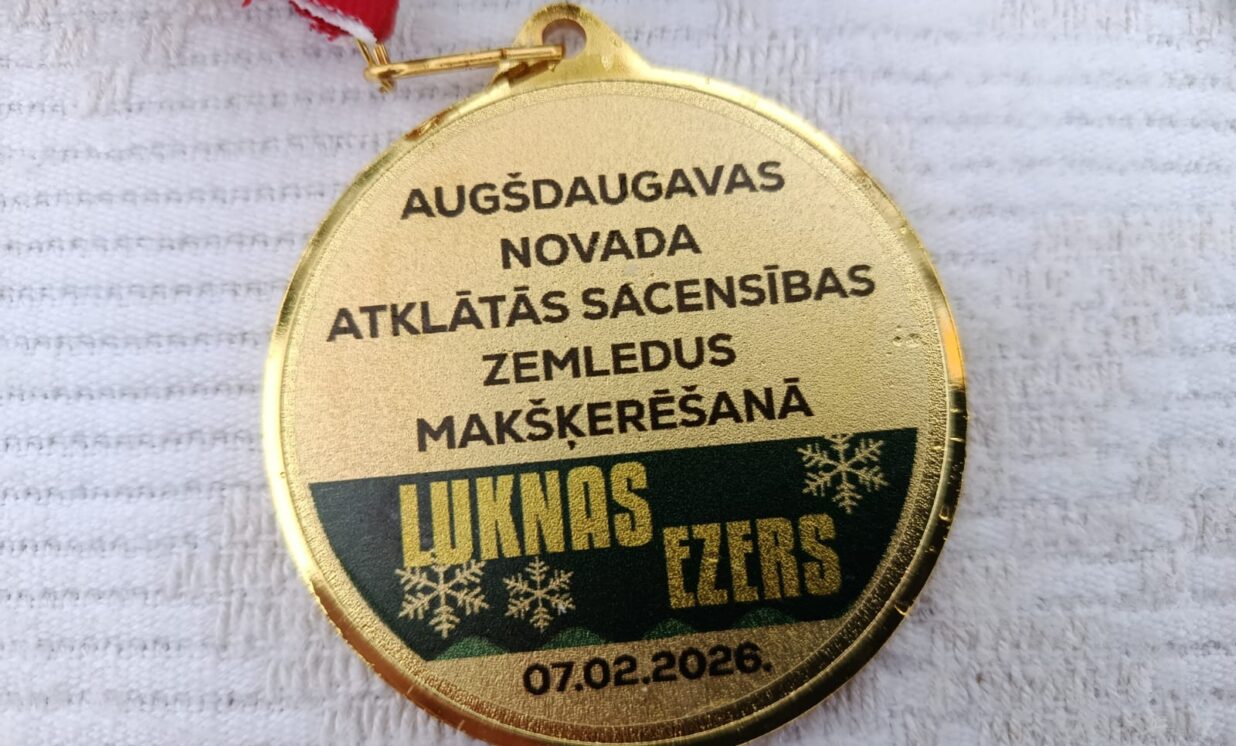 AUGŠDAUGAVAS
NOVADA
ATKLĀTĀS SACENSĪBAS
ZEMLEDUS
MAKŠĶERĒŠANĀ
LUKNAS
EZERS
07.02.2026.